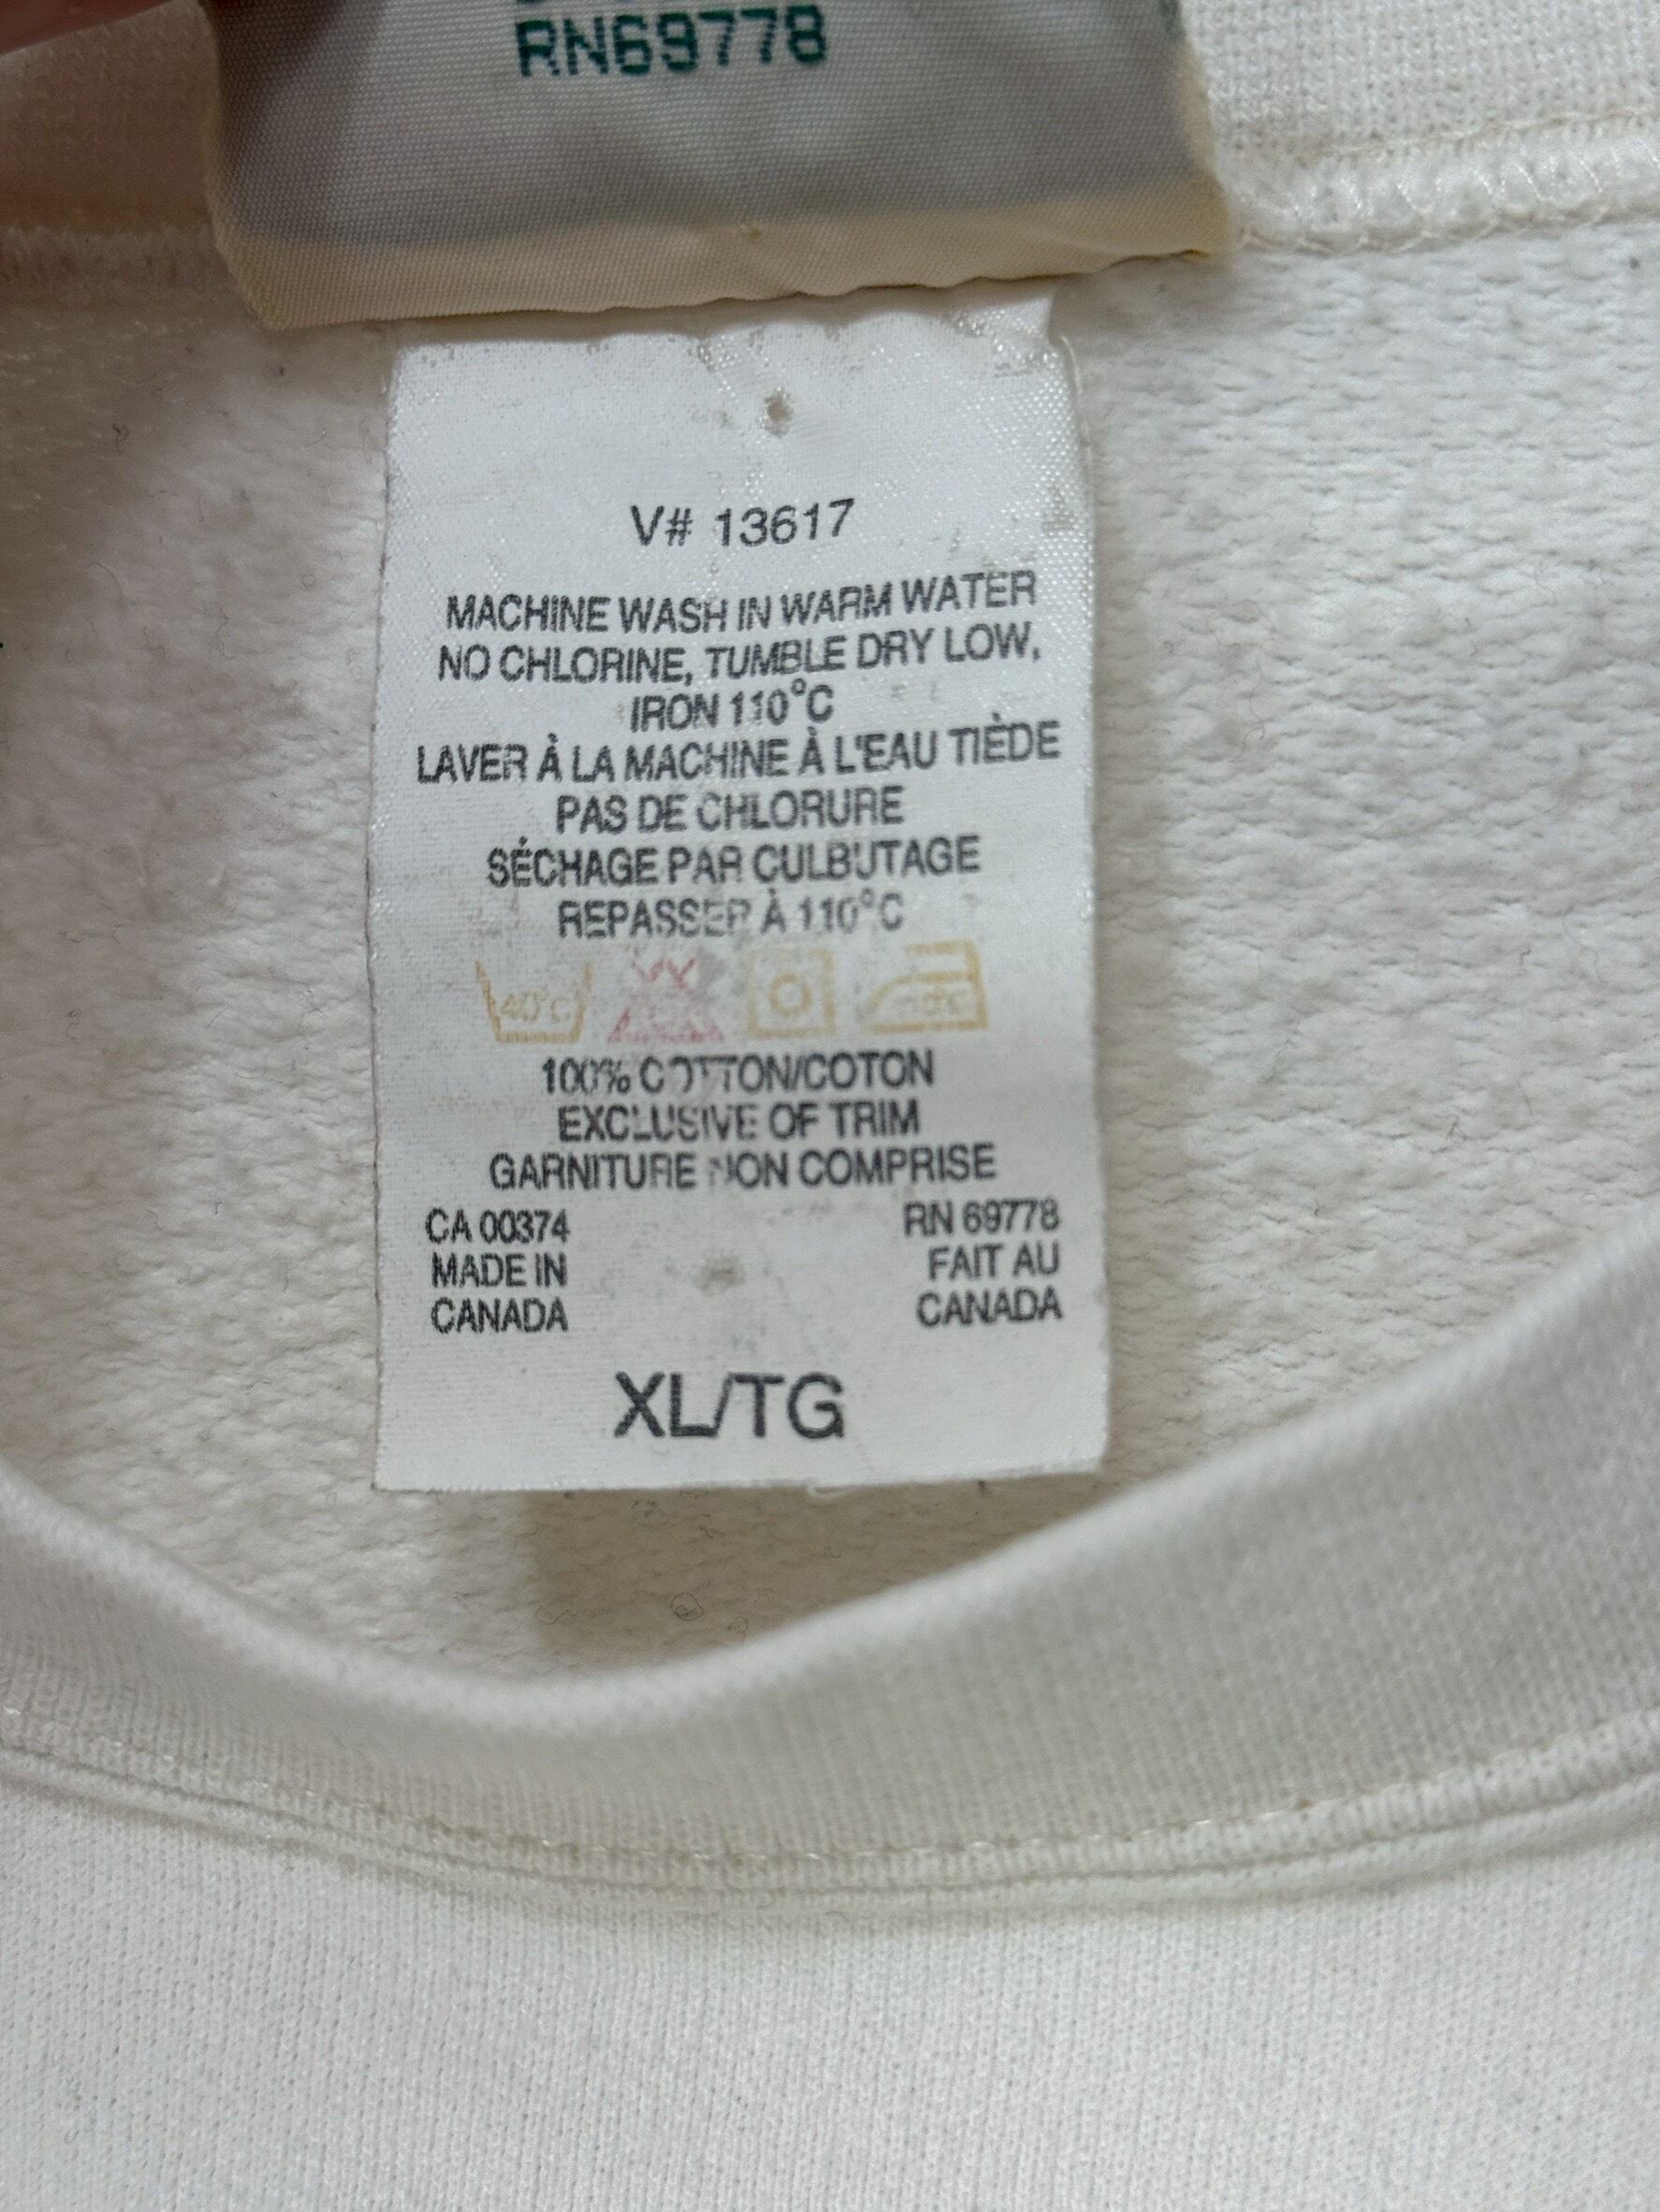 RN69778
V# 13617
MACHINE WASH IN WARM WATER
NO CHLORINE, TUMBLE DRY LOW,
IRON 110°C
LAVER À LA MACHINE À L'EAU TIÈDE
PAS DE CHLORURE
SÉCHAGE PAR CULBUTAGE
REPASSER À 110°C
40°C
100% COTTON/COTON
EXCLUSIVE OF TRIM
GARNITURE NON COMPRISE
CA 00374 RN 69778
MADE IN FAIT AU
CANADA CANADA
XL/TG